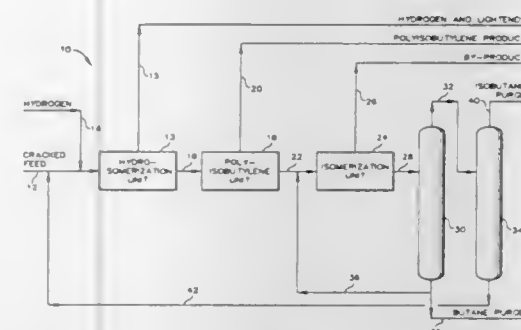 HYDROGEN AND LIGHTENDS
10
POLYISOBUTYLENE PRODUCT
BY-PRODUCT
15
20
26
32
40
ISOBUTANE
PURGE
HYDROGEN
14
13
18
24
CRACKED
FEED
12
HYDRO-
ISOMERIZATION
UNIT
16
POLY-
ISOBUTYLENE
UNIT
22
ISOMERIZATION
UNIT
28
30
34
36
42
BUTANE PURGE